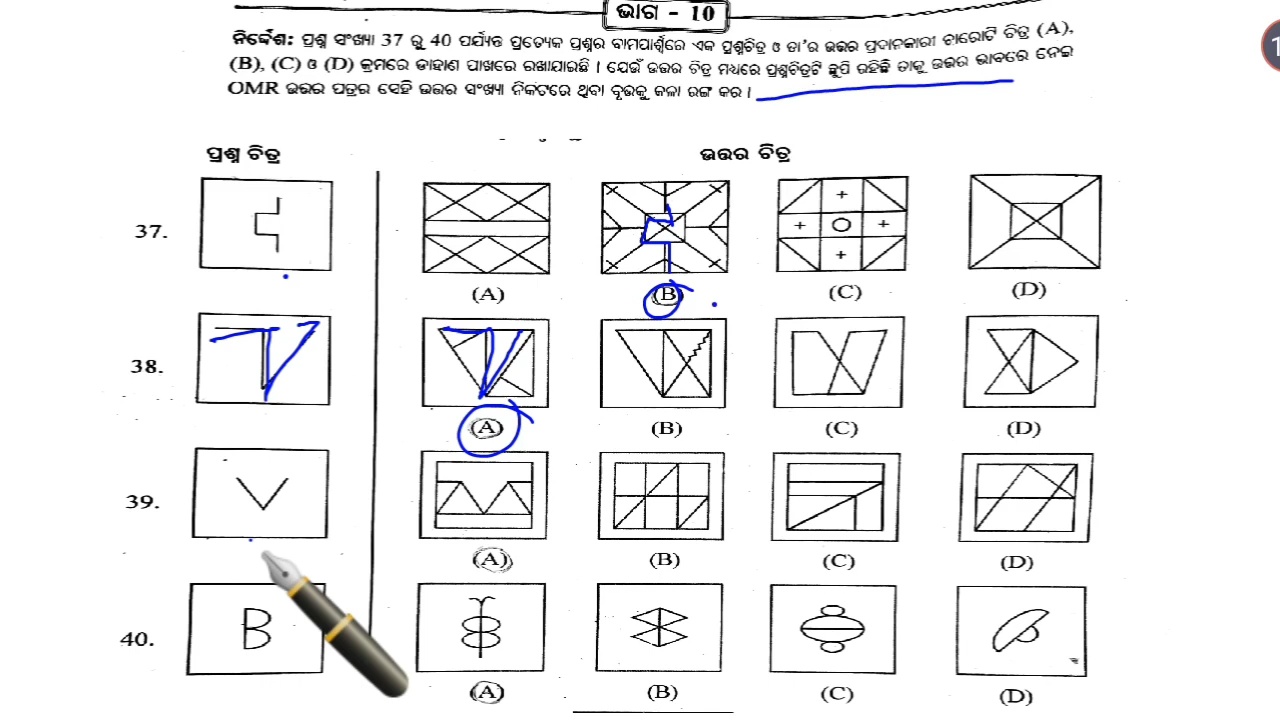 ଭାଗ - 10
ନିର୍ଦ୍ଦେଶ: ପ୍ରଶ୍ନ ସଂଖ୍ୟା 37 ରୁ 40 ପର୍ଯ୍ୟନ୍ତ ପ୍ରତ୍ୟେକ ପ୍ରଶ୍ନର ବାମପାର୍ଶ୍ୱରେ ଏକ ପ୍ରଶ୍ନଚିତ୍ର ଓ ତା'ର ଉତ୍ତର ପ୍ରଦାନକାରୀ ଚାରୋଟି ଚିତ୍ର (A),
(B), (C) ଓ (D) କ୍ରମରେ ଡାହାଣ ପାଖରେ ରଖାଯାଇଛି । ଯେଉଁ ଉତ୍ତର ଚିତ୍ର ମଧ୍ୟରେ ପ୍ରଶ୍ନଚିତ୍ରଟି ଛୁପି ରହିଛି ତାକୁ ଉତ୍ତର ଭାବରେ ନେଇ
OMR ଉତ୍ତର ପତ୍ରର ସେହି ଉତ୍ତର ସଂଖ୍ୟା ନିକଟରେ ଥିବା ବୃତ୍ତକୁ କଳା ରଙ୍ଗ କର ।
ପ୍ରଶ୍ନ ଚିତ୍ର ଉତ୍ତର ଚିତ୍ର
37.
(A) (B) (C) (D)
38.
(A) (B) (C) (D)
39.
(A) (B) (C) (D)
40.
(A) (B) (C) (D)